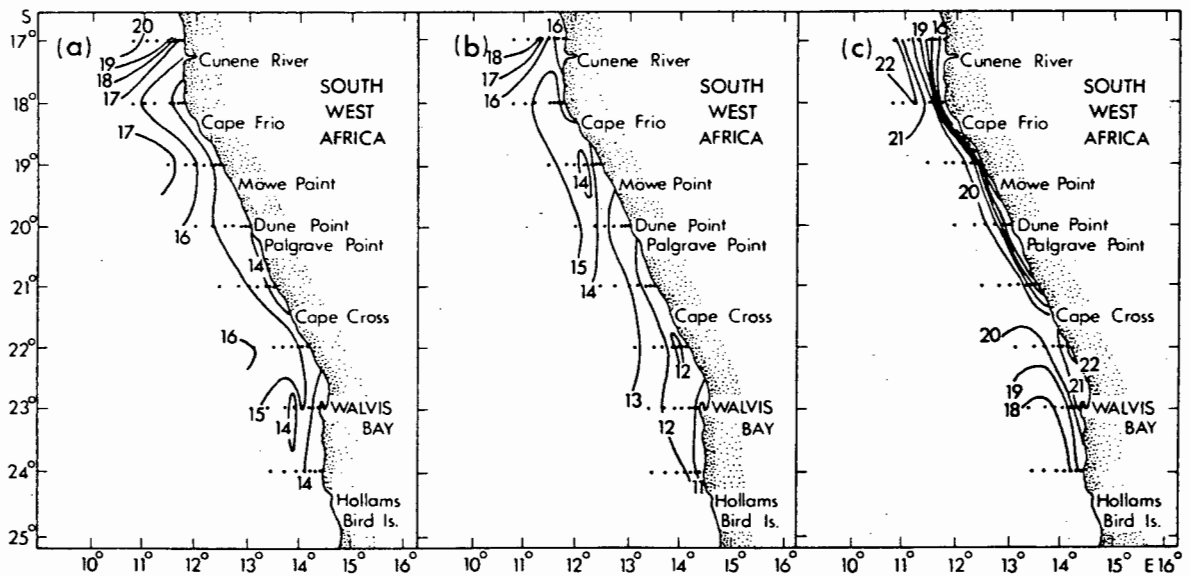 S
17°
18°
19°
20°
21°
22°
23°
24°
25°
(a)
20
19
18
17
17
16
14
16
15
14
14
Cunene River
SOUTH
WEST
AFRICA
Cape Frio
Möwe Point
Dune Point
Palgrave Point
Cape Cross
WALVIS
BAY
Hollams
Bird Is.
10° 11° 12° 13° 14° 15° 16°
(b)
16
18
17
16
14
15
14
12
13
12
11
Cunene River
SOUTH
WEST
AFRICA
Cape Frio
Möwe Point
Dune Point
Palgrave Point
Cape Cross
WALVIS
BAY
Hollams
Bird Is.
10° 11° 12° 13° 14° 15° 16°
(c)
19 16
22
21
20
20
22
21
19
18
Cunene River
SOUTH
WEST
AFRICA
Cape Frio
Möwe Point
Dune Point
Palgrave Point
Cape Cross
WALVIS
BAY
Hollams
Bird Is.
10° 11° 12° 13° 14° 15° E 16°